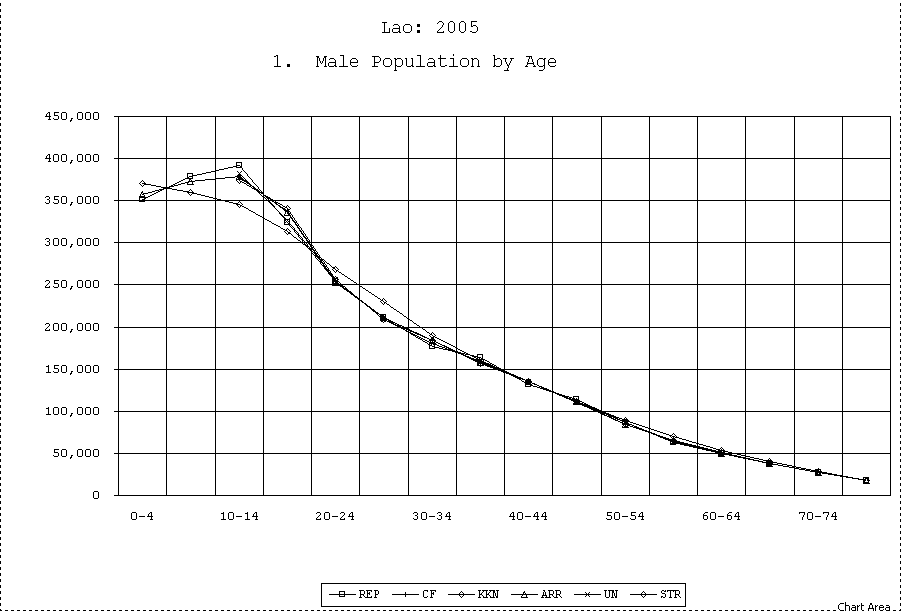 Lao: 2005
1. Male Population by Age
450,000
400,000
350,000
300,000
250,000
200,000
150,000
100,000
50,000
0
0-4 10-14 20-24 30-34 40-44 50-54 60-64 70-74
REP CF KKN ARR UN STR
Chart Area